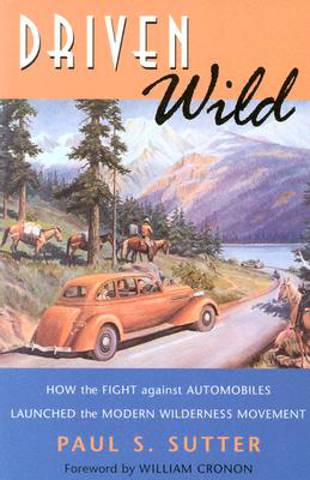 DRIVEN
Wild
HOW the FIGHT against AUTOMOBILES
LAUNCHED the MODERN WILDERNESS MOVEMENT
PAUL S. SUTTER
Foreword by WILLIAM CRONON